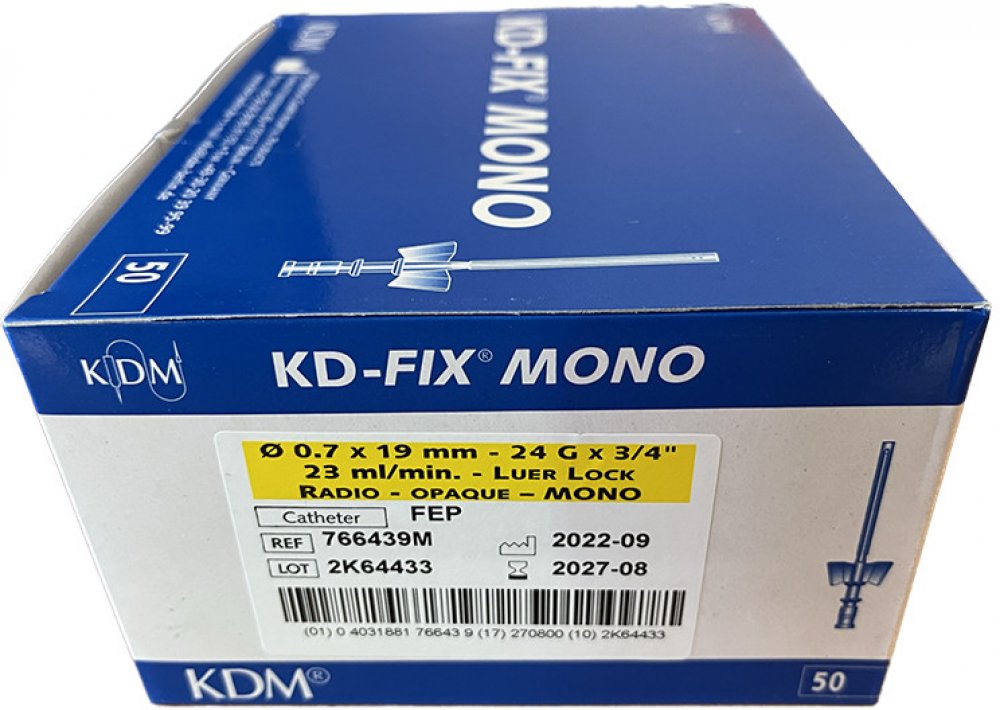 KDM
KD-FIX® MONO
50
KDM
KD-FIX® MONO
Ø 0.7 x 19 mm - 24 G x 3/4"
23 ml/min. - LUER LOCK
RADIO - OPAQUE – MONO
Catheter FEP
REF 766439M 2022-09
LOT 2K64433 2027-08
(01) 0 4031881 76643 9 (17) 270800 (10) 2K64433
KDM® 50